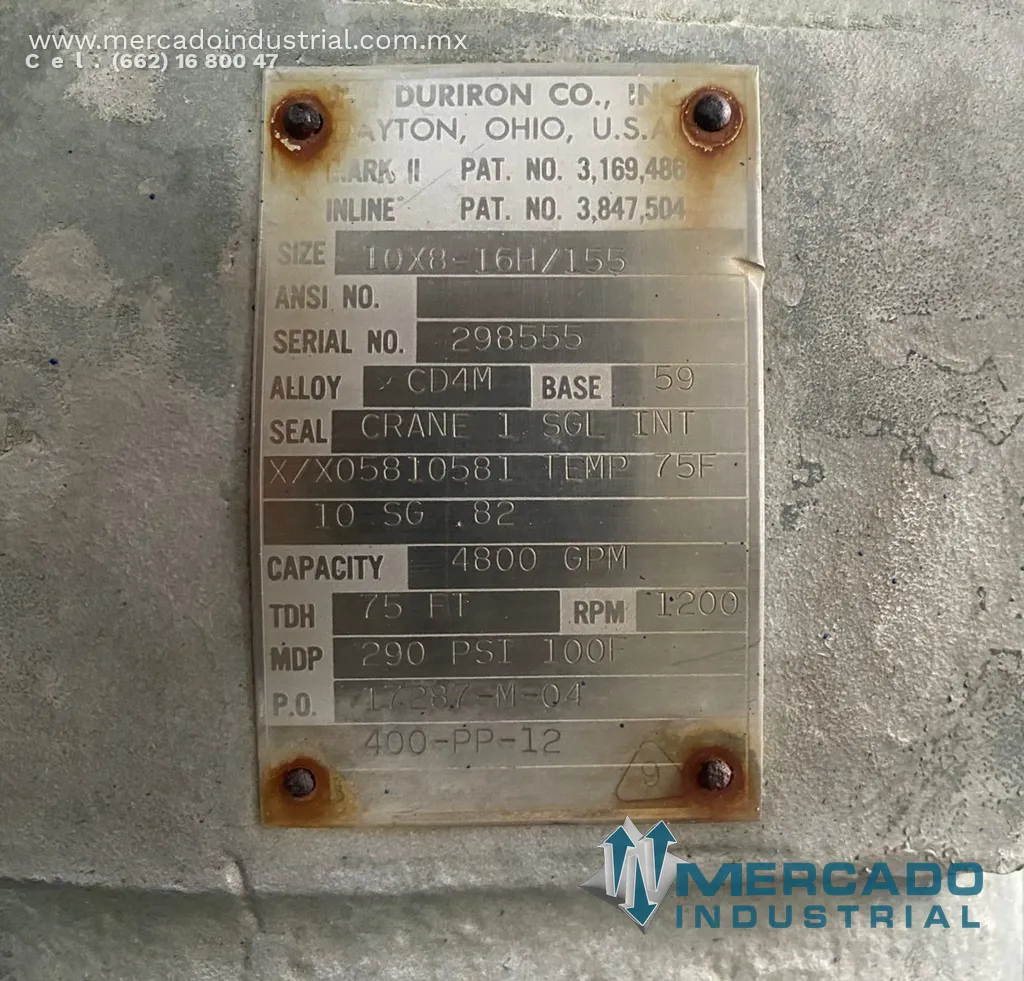 www.mercadoindustrial.com.mx
Cel. (662) 16 800 47
DURIRON CO., IN
AYTON, OHIO, U.S.A
MARK II PAT. NO. 3,169,486
INLINE PAT. NO. 3,847,504
SIZE 10X8-16H/155
ANSI NO.
SERIAL NO. 298555
ALLOY CD4M BASE 59
SEAL CRANE 1 SGL INT
X/X05810581 TEMP 75F
10 SG .82
CAPACITY 4800 GPM
TDH 75 FT RPM 1200
MDP 290 PSI 100F
P.O. 17287-M-04
400-PP-12
9
MERCADO
INDUSTRIAL